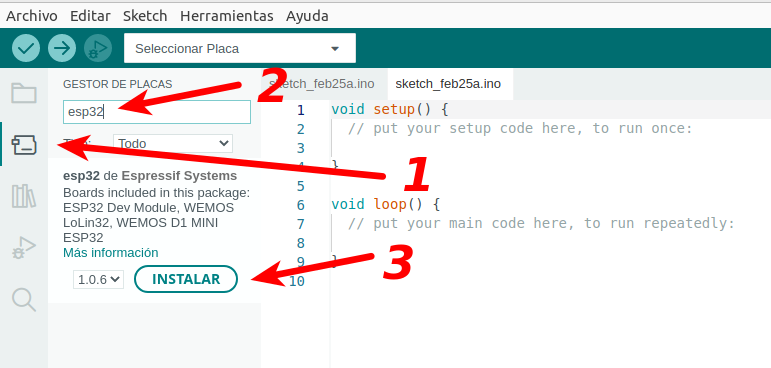 Archivo Editar Sketch Herramientas Ayuda
Seleccionar Placa
GESTOR DE PLACAS
esp32
Todo
esp32 de Espressif Systems
Boards included in this package:
ESP32 Dev Module, WEMOS
LoLin32, WEMOS D1 MINI
ESP32
Más información
1.0.6
INSTALAR
sketch_feb25a.ino
sketch_feb25a.ino
1 void setup() {
2 // put your setup code here, to run once:
3
4 }
5
6 void loop() {
7 // put your main code here, to run repeatedly:
8
9 }
10
2
1
3